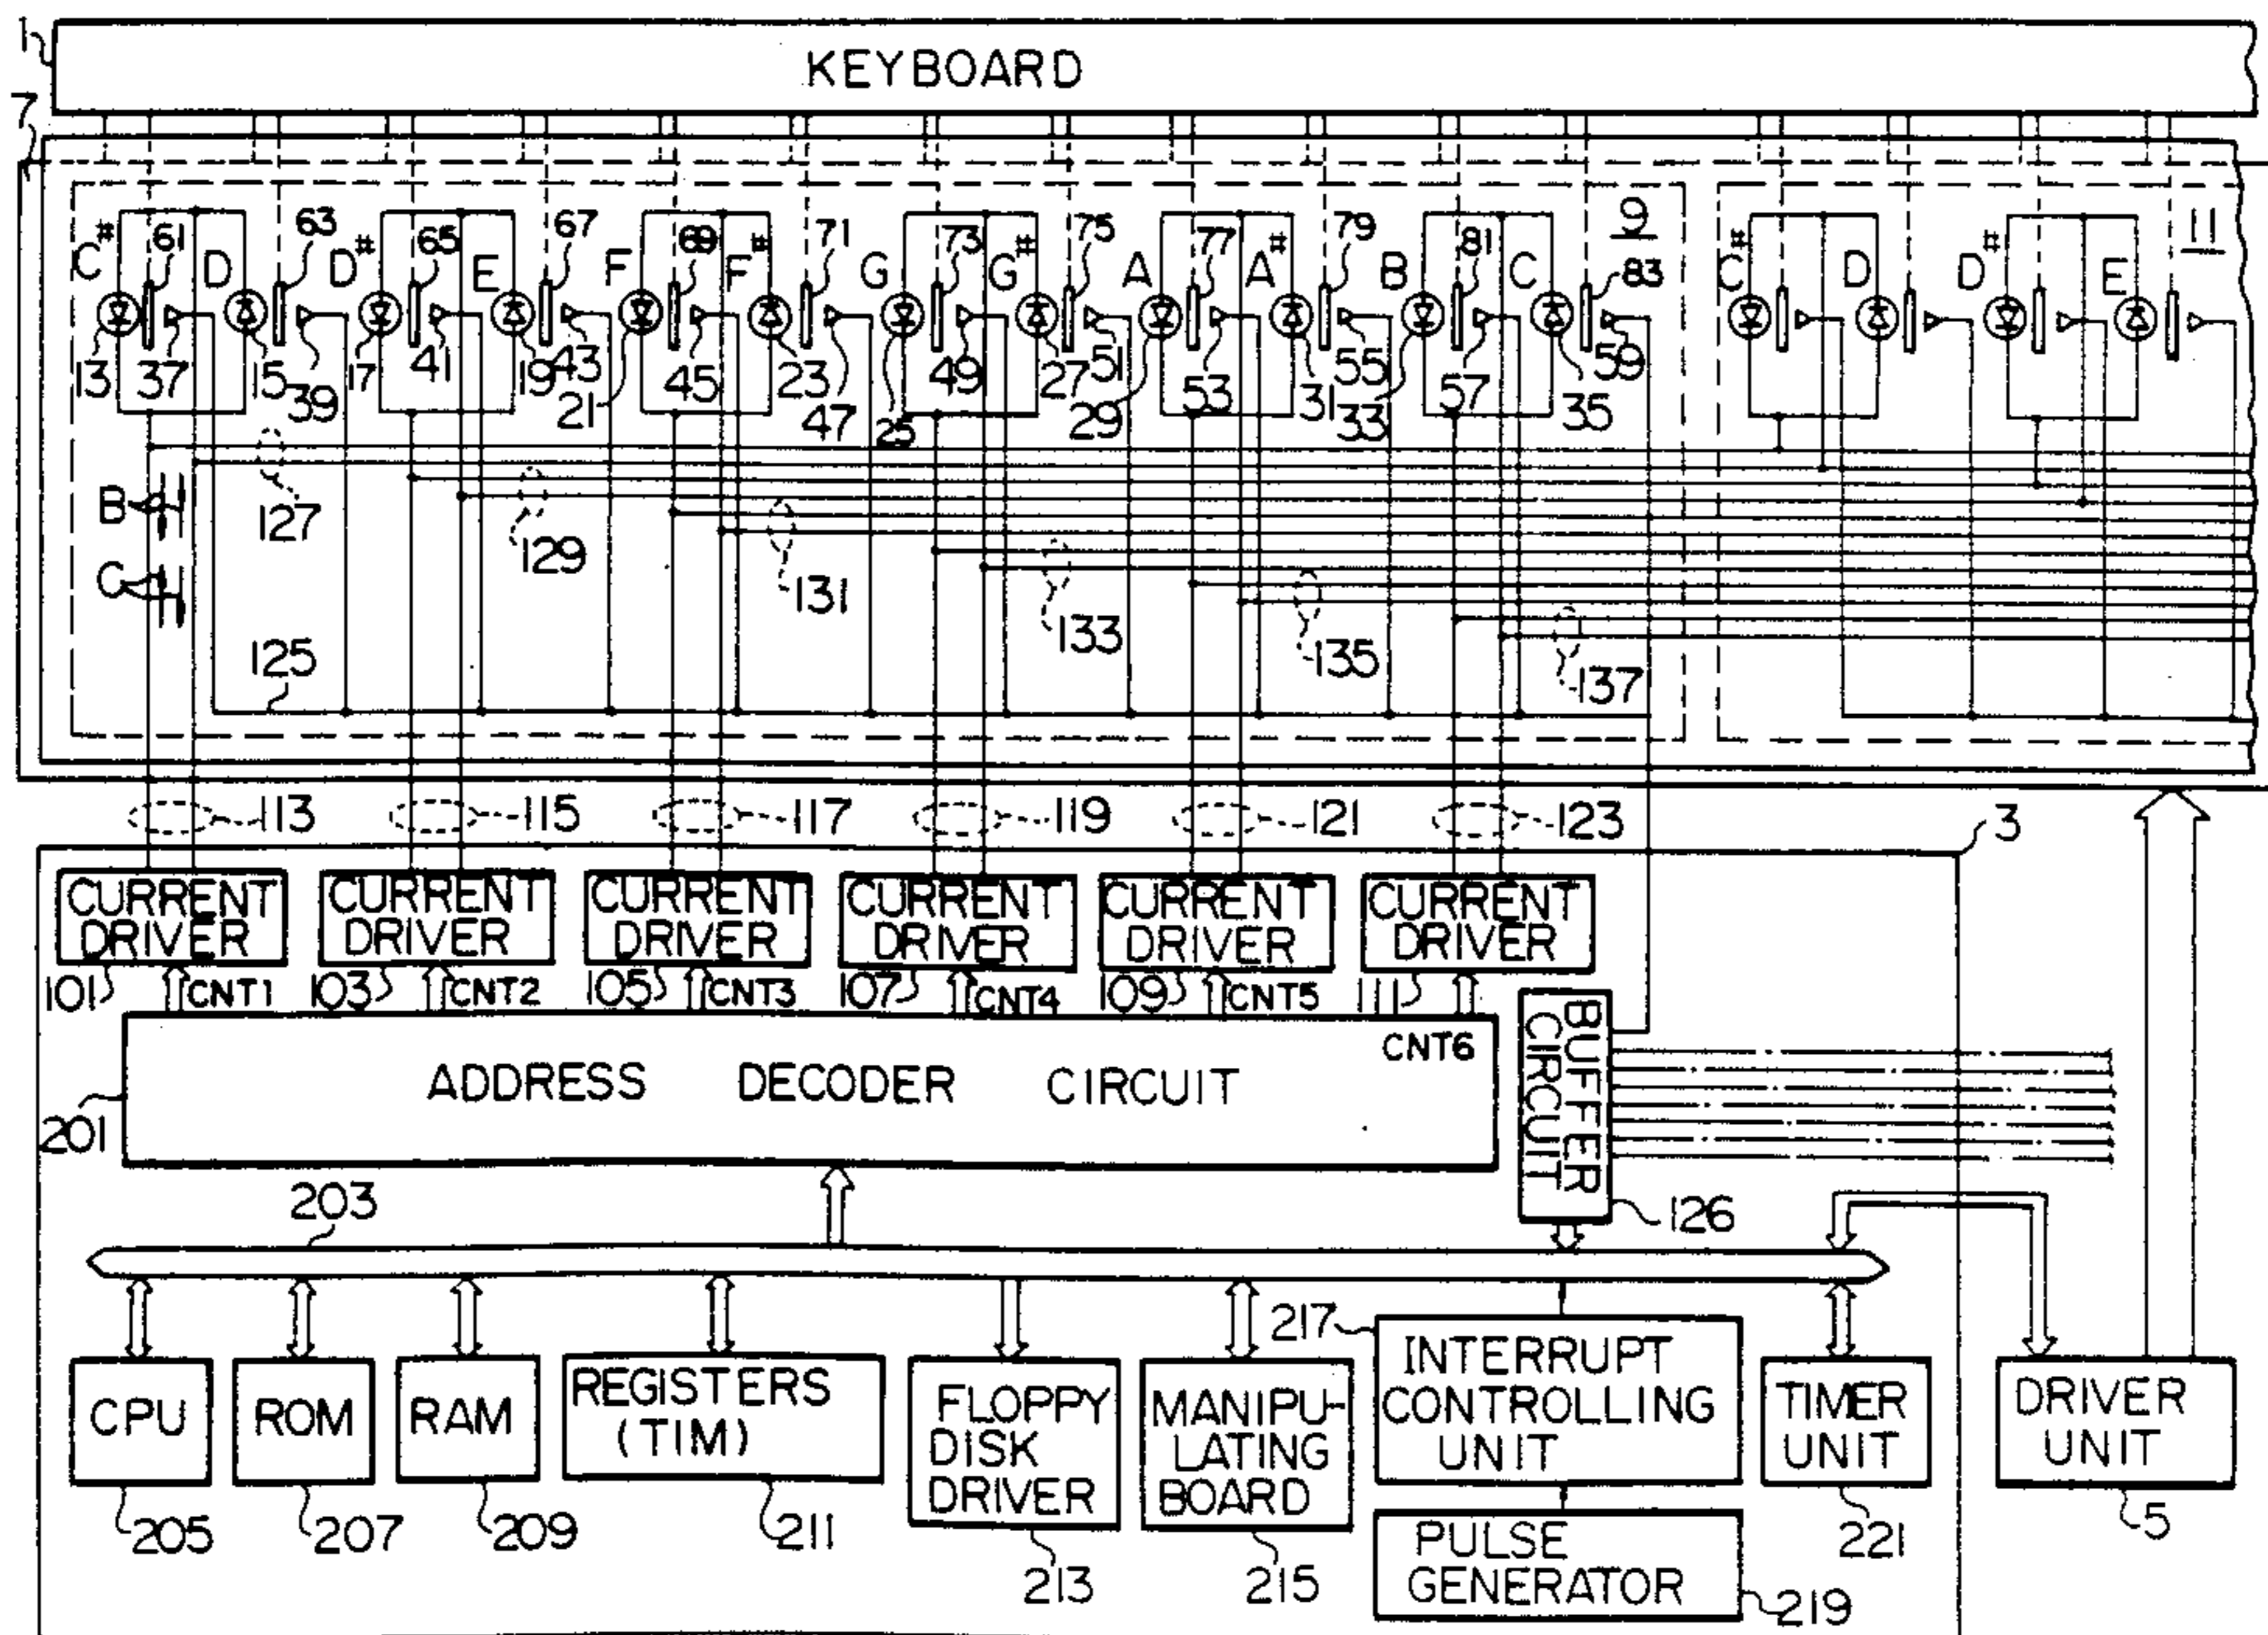 1
KEYBOARD
7
C# 61 D 63 D# 65 E 67 F 69 F# 71 G 73 G# 75 A 77 A# 79 B 81 C 9 83 C# D D# E 11
13 37 15 39 17 41 19 43 21 45 23 47 25 49 27 51 29 53 31 55 33 57 35 59
B 127 129 131
C 133 135 137
125
113 115 117 119 121 123 3
CURRENT DRIVER
CURRENT DRIVER
CURRENT DRIVER
CURRENT DRIVER
CURRENT DRIVER
CURRENT DRIVER
101 CNT1 103 CNT2 105 CNT3 107 CNT4 109 CNT5 111
CNT6
ADDRESS DECODER CIRCUIT
201
BUFFER CIRCUIT
126
203
217
CPU
ROM
RAM
REGISTERS
(TIM)
FLOPPY
DISK
DRIVER
MANIPU-
LATING
BOARD
INTERRUPT
CONTROLLING
UNIT
TIMER
UNIT
DRIVER
UNIT
205 207 209 211 213 215 221 5
PULSE
GENERATOR
219